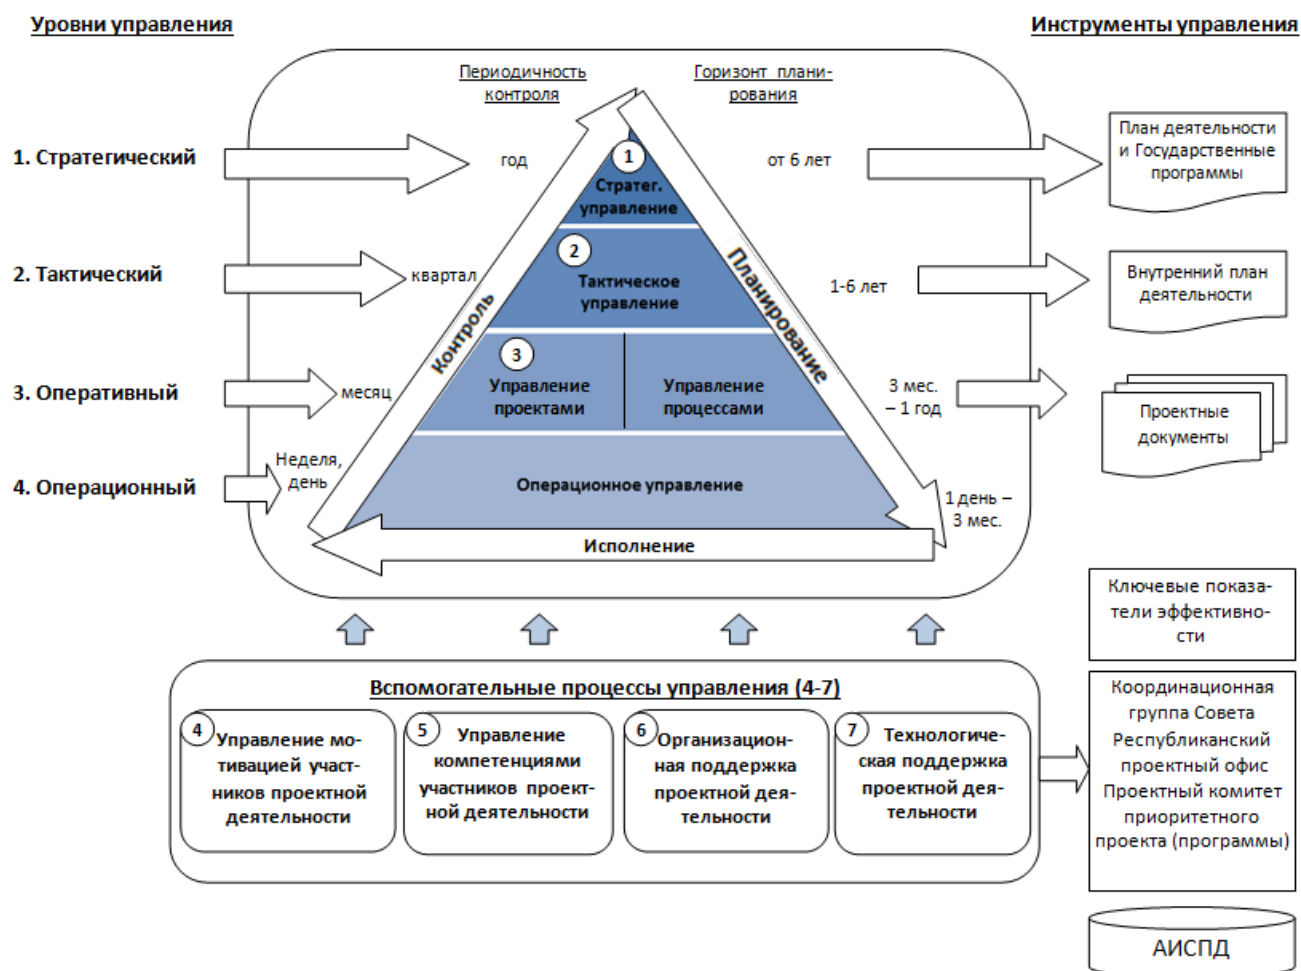 Уровни управления
Инструменты управления
Периодичность
контроля
Горизонт плани-
рования
1. Стратегический
год
1
Стратег.
управление
от 6 лет
План деятельности
и Государственные
программы
2. Тактический
квартал
2
Тактическое
управление
1-6 лет
Внутренний план
деятельности
Контроль
Планирование
3. Оперативный
месяц
3
Управление
проектами
Управление
процессами
3 мес.
– 1 год
Проектные
документы
4. Операционный
Неделя,
день
Операционное управление
1 день –
3 мес.
Исполнение
Ключевые показа-
тели эффективно-
сти
Вспомогательные процессы управления (4-7)
4
Управление мо-
тивацией участ-
ников проектной
деятельности
5
Управление
компетенциями
участников проект-
ной деятельности
6
Организацион-
ная поддержка
проектной дея-
тельности
7
Технологиче-
ская поддержка
проектной дея-
тельности
Координационная
группа Совета
Республиканский
проектный офис
Проектный комитет
приоритетного
проекта (программы)
АИСПД